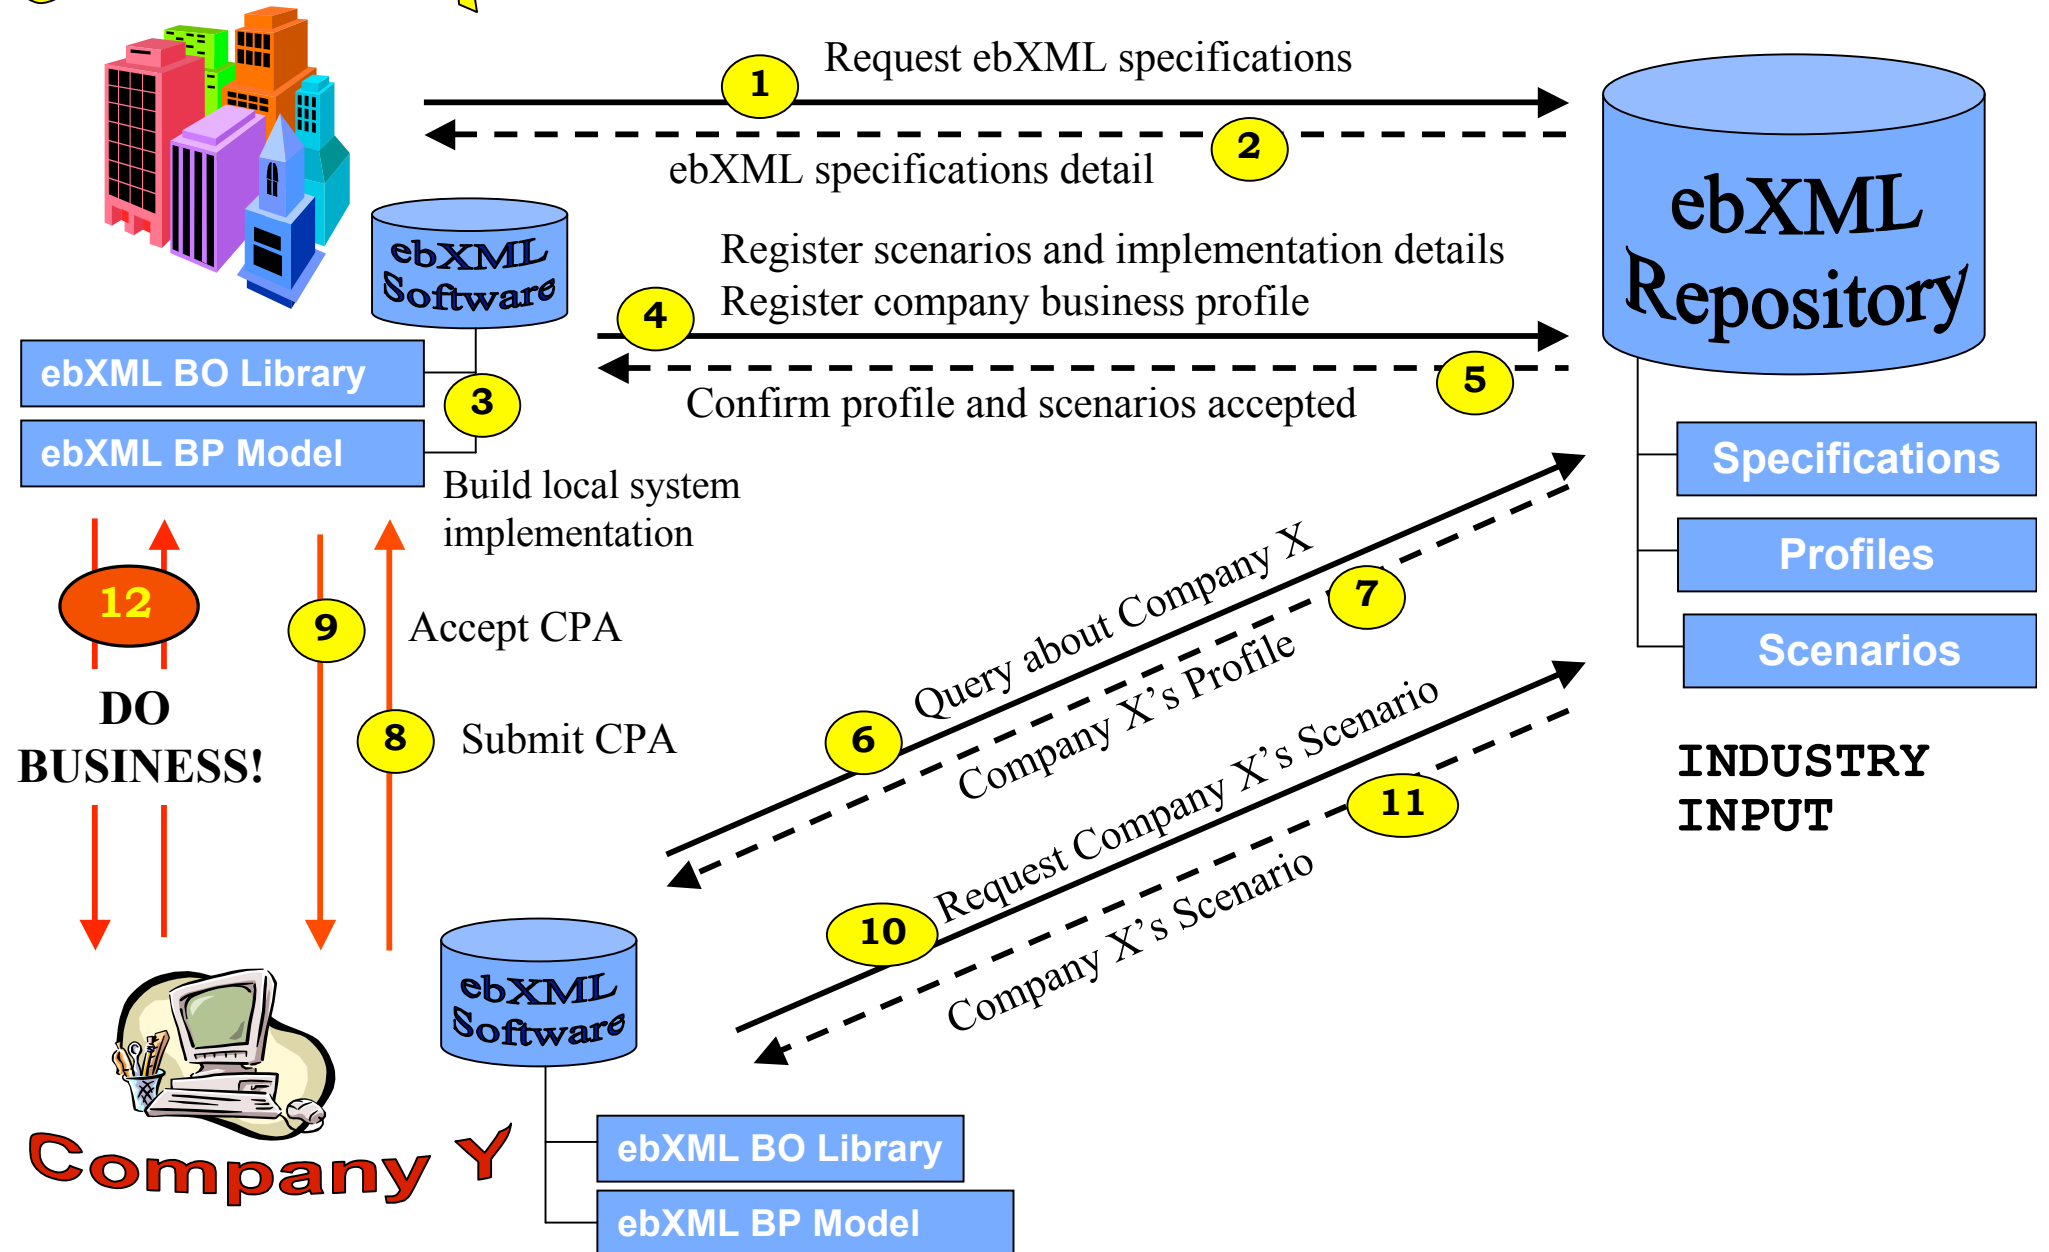 1
Request ebXML specifications
2
ebXML specifications detail
ebXML
Repository
ebXML
Software
Register scenarios and implementation details
Register company business profile
4
5
Confirm profile and scenarios accepted
ebXML BO Library
3
ebXML BP Model
Build local system
implementation
Specifications
Profiles
Scenarios
INDUSTRY
INPUT
12
DO
BUSINESS!
9
Accept CPA
8
Submit CPA
6
Query about Company X
7
Company X's Profile
10
Request Company X's Scenario
11
Company X's Scenario
ebXML
Software
Company Y
ebXML BO Library
ebXML BP Model